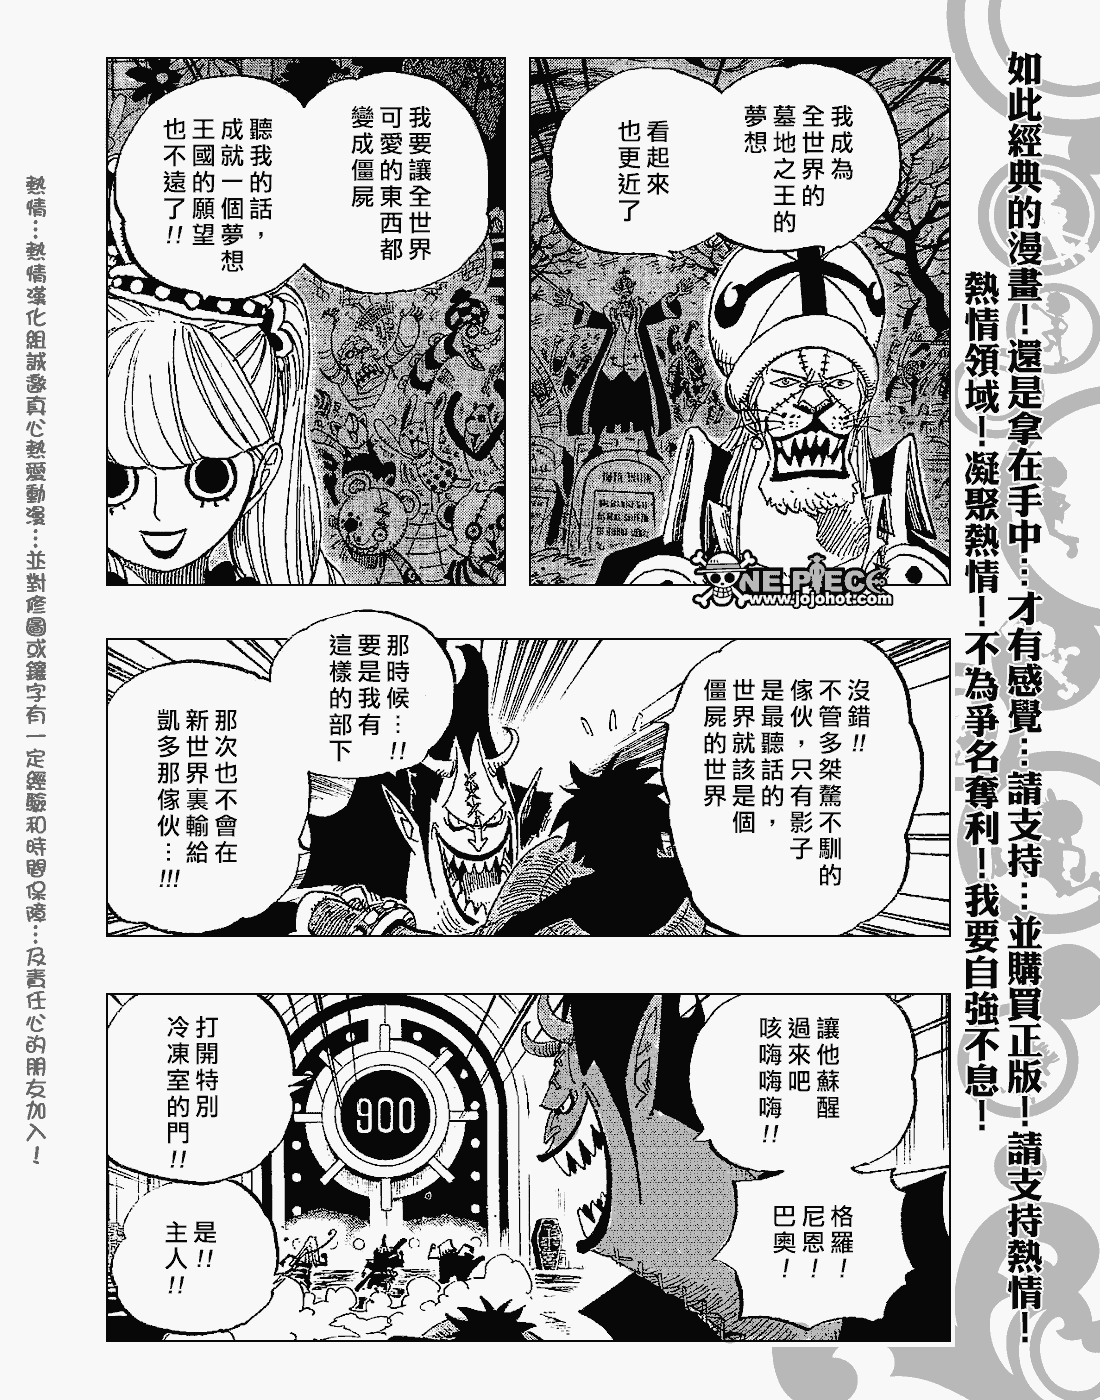 如此經典的漫畫！還是拿在手中…才有感覺…請支持…並購買正版！請支持熱情！
熱情領域！凝聚熱情！不為爭名奪利！我要自強不息！
我成為
全世界的
墓地之王的
夢想
看起來
也更近了
我要讓全世界
可愛的東西都
變成僵屍
聽我的話，
成就一個夢想
王國的願望
也不遠了!!
ONE PIECE
www.jojohot.com
沒錯!!
不管多桀驁不馴的
傢伙，只有影子
是最聽話的，
世界就該是個
僵屍的世界
那時候…!!
要是我有
這樣的部下
那次也不會在
新世界裏輸給
凱多那傢伙…!!!
讓他蘇醒
過來吧
咳嗨嗨嗨!!
格羅!
尼恩!
巴奧!
900
打開特別
冷凍室的門!!
是!!
主人!!
熱情…熱情漢化組誠邀真心熱愛動漫…並對修圖或鑲字有一定經驗和時間保障…及責任心的朋友加入！